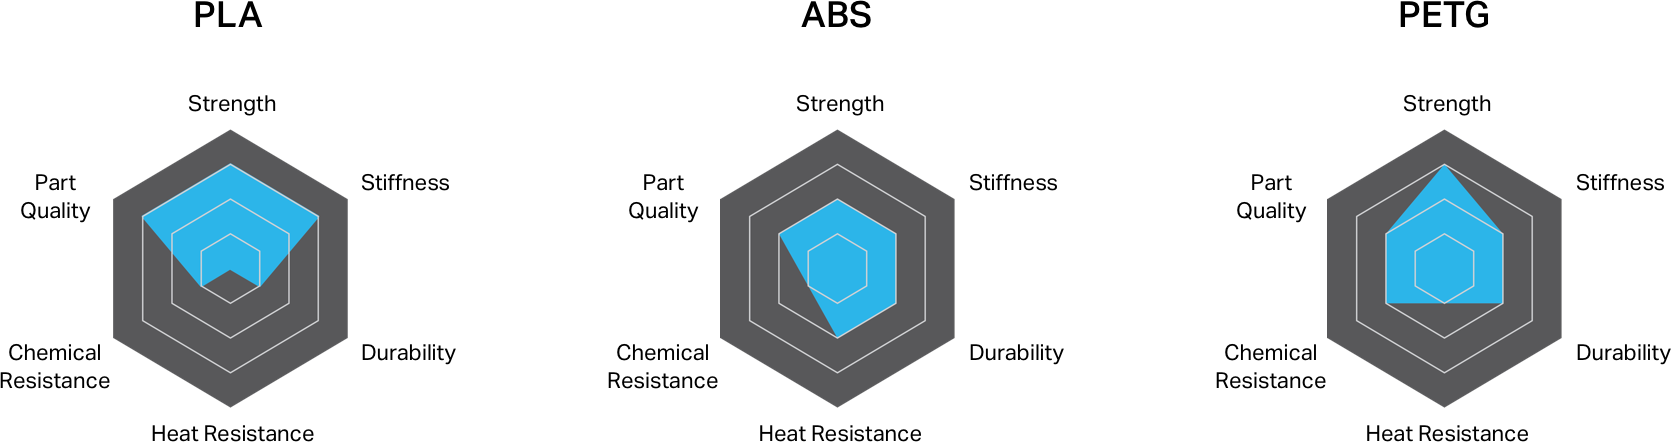 PLA
Strength
Part
Quality
Stiffness
Chemical
Resistance
Durability
Heat Resistance
ABS
Strength
Part
Quality
Stiffness
Chemical
Resistance
Durability
Heat Resistance
PETG
Strength
Part
Quality
Stiffness
Chemical
Resistance
Durability
Heat Resistance